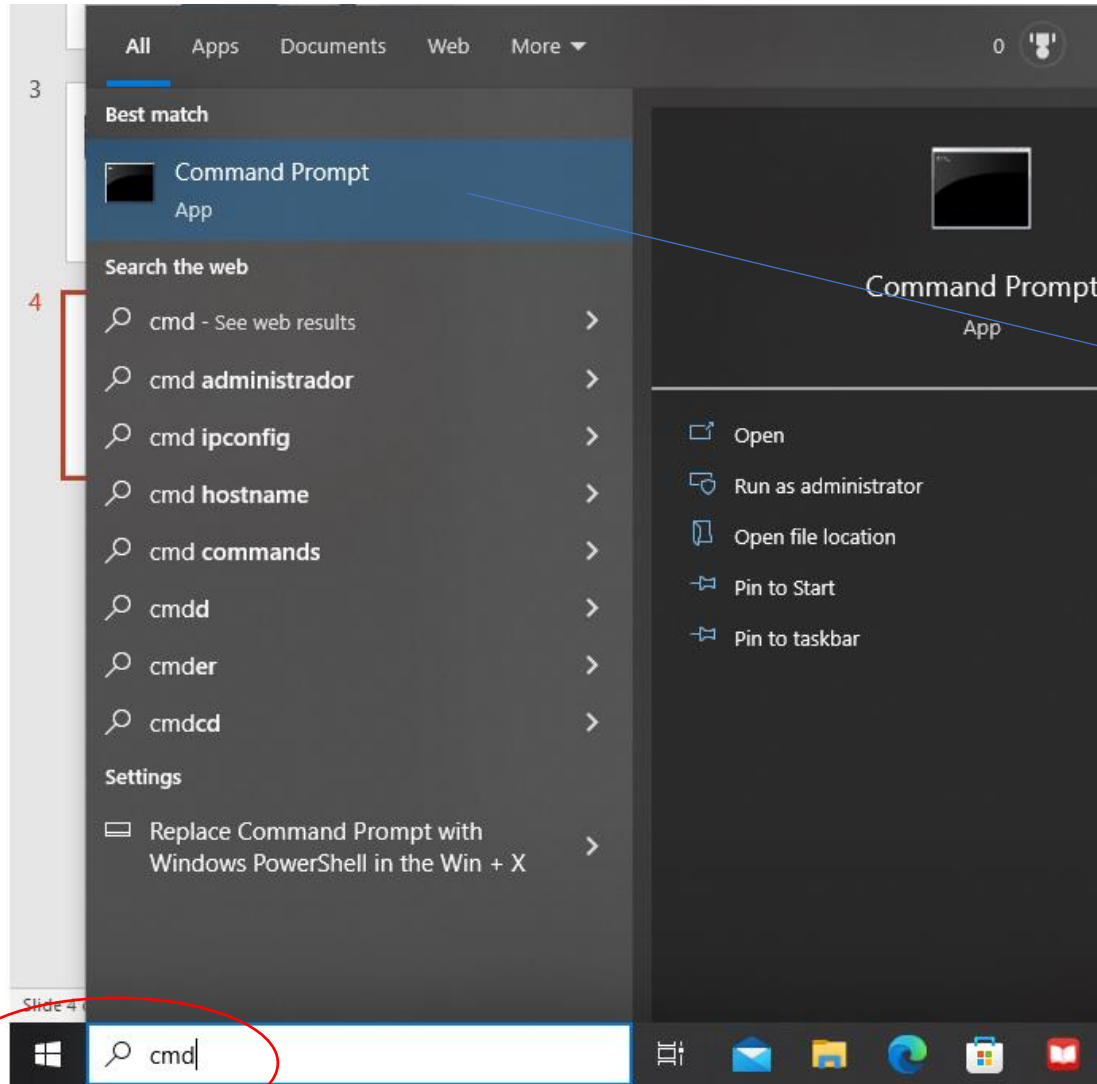 All Apps Documents Web More
0
3
Best match
Command Prompt
App
Search the web
4
cmd - See web results
cmd administrador
cmd ipconfig
cmd hostname
cmd commands
cmdd
cmder
cmdcd
Settings
Replace Command Prompt with
Windows PowerShell in the Win + X
Command Prompt
App
Open
Run as administrator
Open file location
Pin to Start
Pin to taskbar
Slide 4
cmd